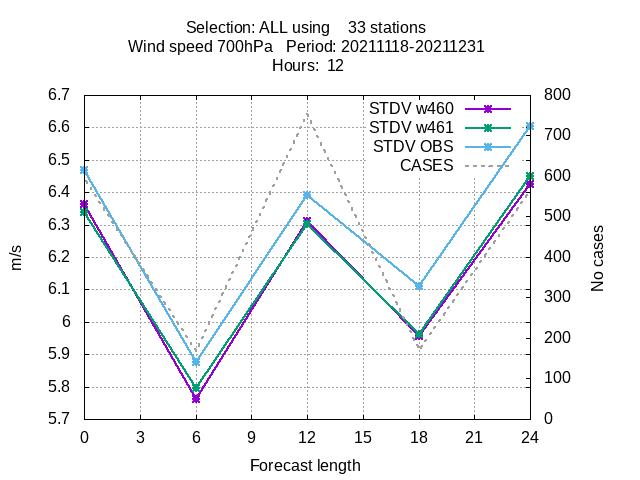 Selection: ALL using    33 stations
Wind speed 700hPa   Period: 20211118-20211231
Hours:  12
6.7
6.6
6.5
6.4
6.3
6.2
6.1
6
5.9
5.8
5.7
m/s
STDV w460
STDV w461
STDV OBS
CASES
800
700
600
500
400
300
200
100
0
No cases
0 3 6 9 12 15 18 21 24
Forecast length